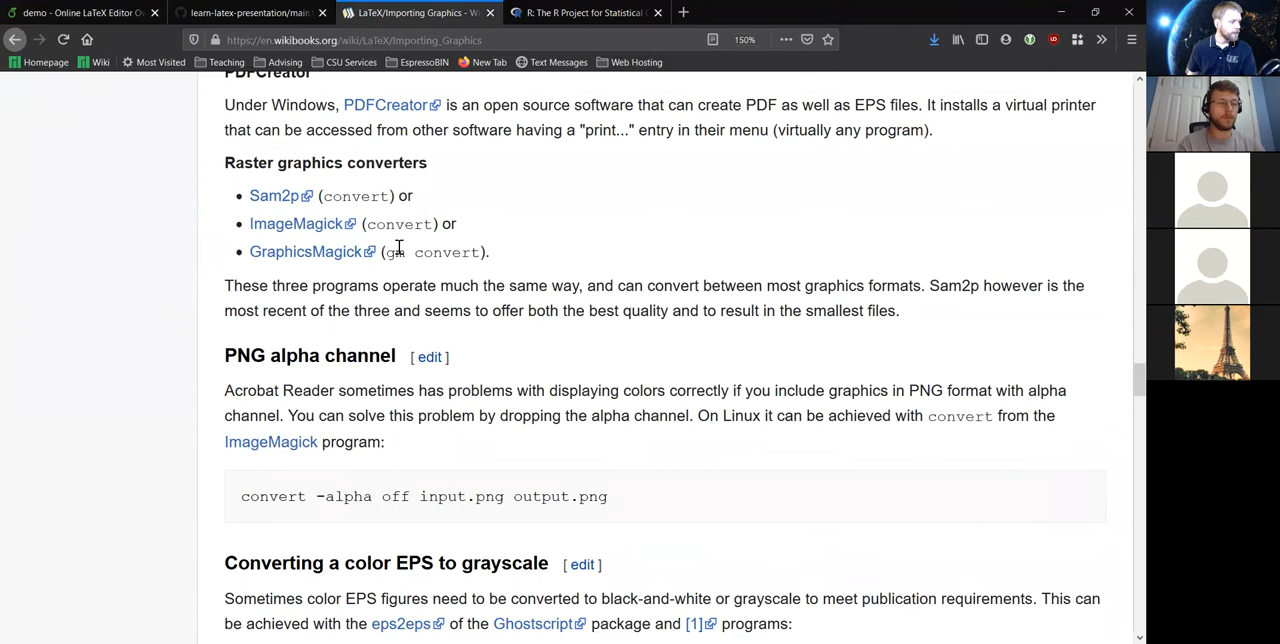 demo - Online LaTeX Editor Ov
learn-latex-presentation/main
LaTeX/Importing Graphics - Wi
R: The R Project for Statistical C
https://en.wikibooks.org/wiki/LaTeX/Importing_Graphics
150%
Homepage Wiki Most Visited Teaching Advising CSU Services EspressoBIN New Tab Text Messages Web Hosting
PDFCreator
Under Windows, PDFCreator is an open source software that can create PDF as well as EPS files. It installs a virtual printer
that can be accessed from other software having a "print..." entry in their menu (virtually any program).
Raster graphics converters
Sam2p (convert) or
ImageMagick (convert) or
GraphicsMagick (gm convert).
These three programs operate much the same way, and can convert between most graphics formats. Sam2p however is the
most recent of the three and seems to offer both the best quality and to result in the smallest files.
PNG alpha channel [ edit ]
Acrobat Reader sometimes has problems with displaying colors correctly if you include graphics in PNG format with alpha
channel. You can solve this problem by dropping the alpha channel. On Linux it can be achieved with convert from the
ImageMagick program:
convert -alpha off input.png output.png
Converting a color EPS to grayscale [ edit ]
Sometimes color EPS figures need to be converted to black-and-white or grayscale to meet publication requirements. This can
be achieved with the eps2eps of the Ghostscript package and [1] programs: